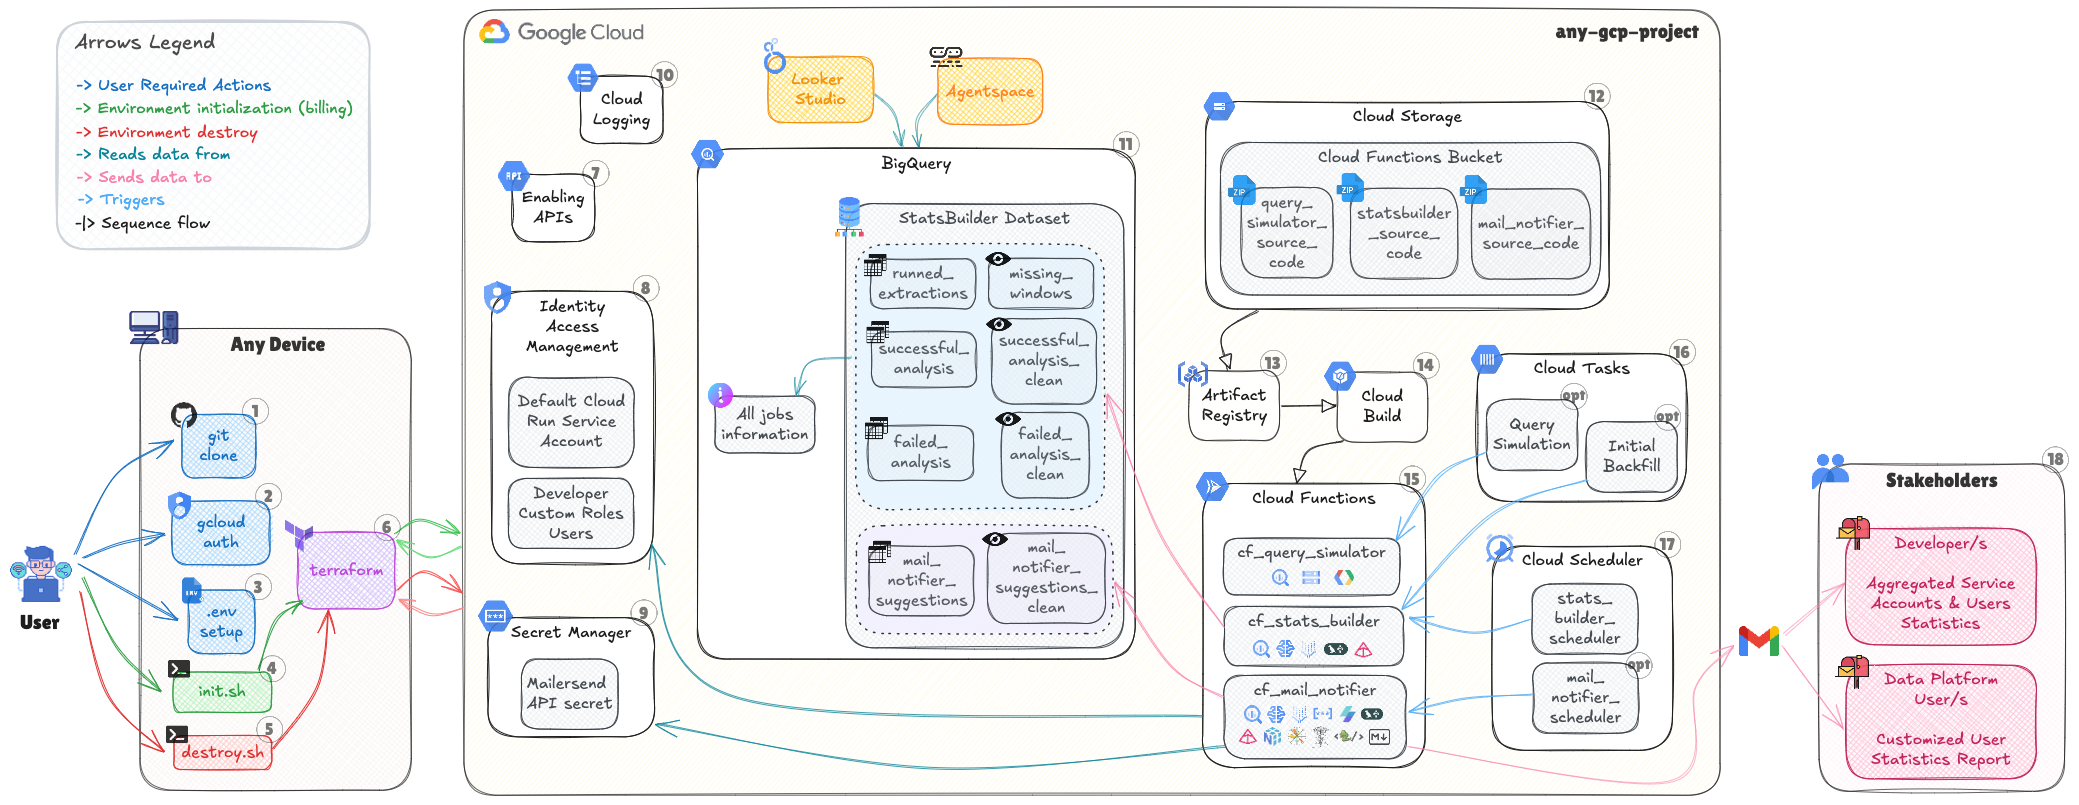 Arrows Legend
-> User Required Actions
-> Environment initialization (billing)
-> Environment destroy
-> Reads data from
-> Sends data to
-> Triggers
-|> Sequence flow
User
Any Device
1
git
clone
2
gcloud
auth
3
ENV
.env
setup
4
init.sh
5
destroy.sh
6
terraform
Google Cloud
any-gcp-project
10
Cloud
Logging
7
API
Enabling
APIs
8
Identity
Access
Management
Default Cloud
Run Service
Account
Developer
Custom Roles
Users
9
Secret Manager
Mailersend
API secret
Looker
Studio
Agentspace
11
BigQuery
StatsBuilder Dataset
runned_
extractions
missing_
windows
successful_
analysis
successful_
analysis_
clean
failed_
analysis
failed_
analysis_
clean
mail_
notifier_
suggestions
mail_
notifier_
suggestions_
clean
All jobs
information
12
Cloud Storage
Cloud Functions Bucket
ZIP
query_
simulator_
source_
code
ZIP
statsbuilder
_source_
code
ZIP
mail_notifier_
source_code
13
Artifact
Registry
14
Cloud
Build
15
Cloud Functions
cf_query_simulator
cf_stats_builder
cf_mail_notifier
16
Cloud Tasks
opt
Query
Simulation
opt
Initial
Backfill
17
Cloud Scheduler
stats_
builder_
scheduler
opt
mail_
notifier_
scheduler
18
Stakeholders
Developer/s
Aggregated Service
Accounts & Users
Statistics
Data Platform
User/s
Customized User
Statistics Report